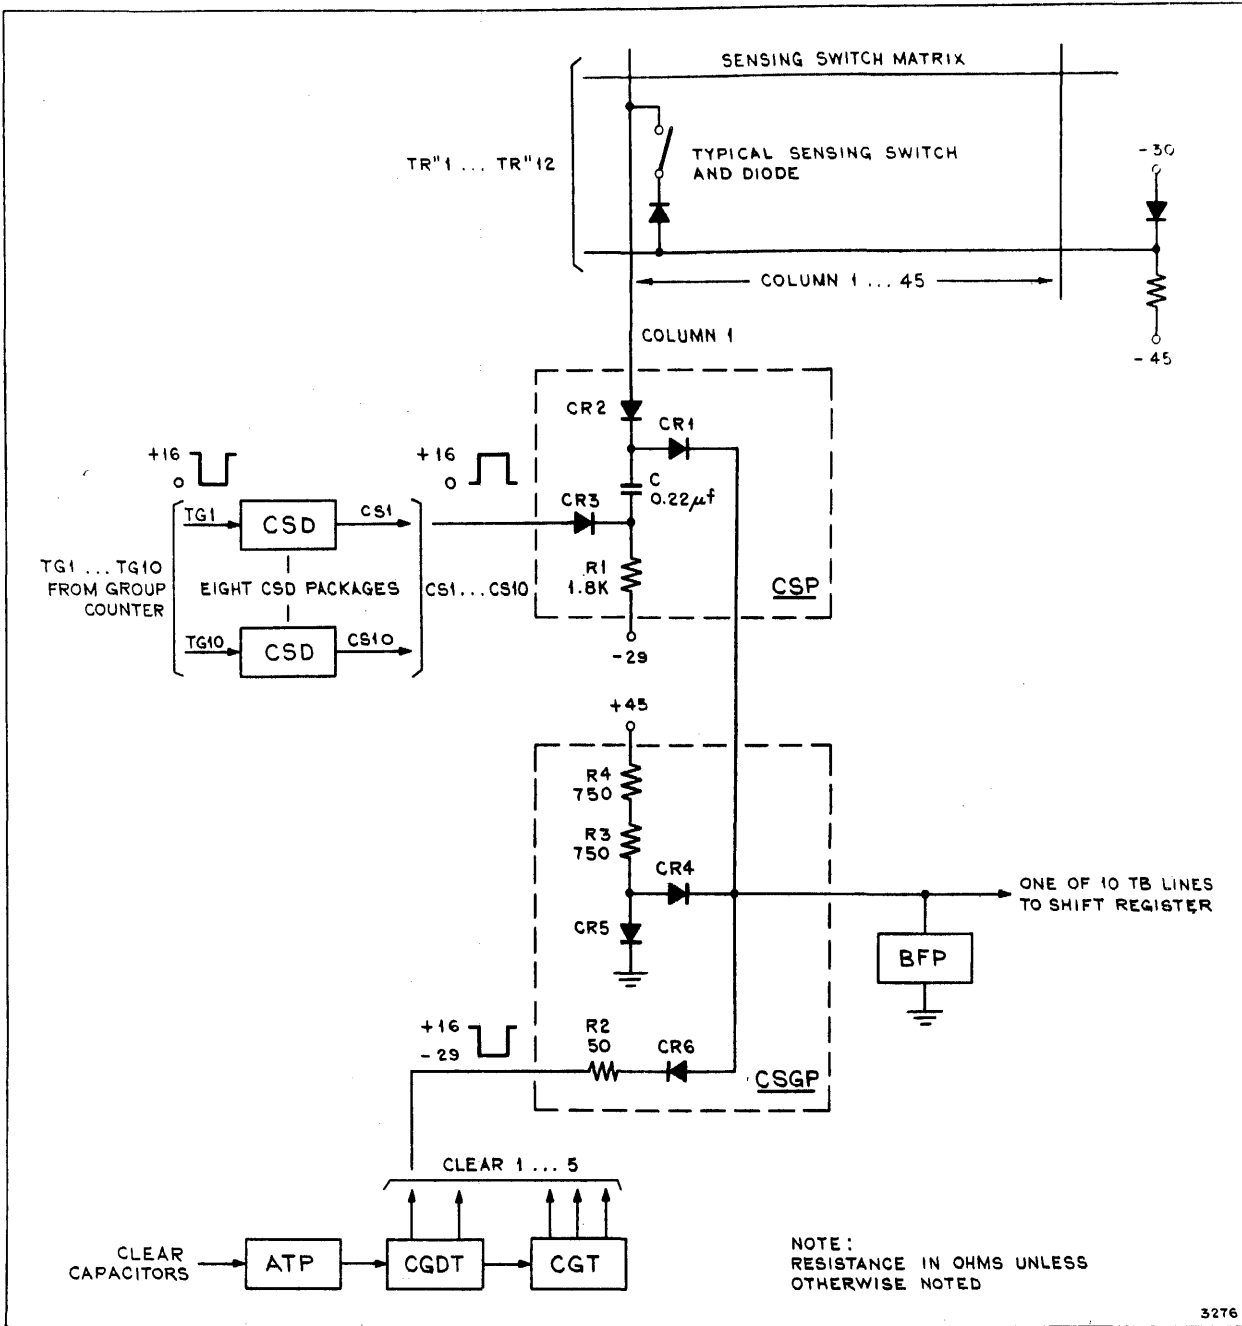 SENSING SWITCH MATRIX
TR"1 ... TR"12
TYPICAL SENSING SWITCH
AND DIODE
-30
COLUMN 1 ... 45
-45
COLUMN 1
CR2
CR1
+16
0
+16
0
C
0.22µf
CR3
TG1
CSD
CS1
TG1 ... TG10
FROM GROUP
COUNTER
EIGHT CSD PACKAGES
CS1...CS10
R1
1.8K
CSP
TG10
CSD
CS10
-29
+45
R4
750
R3
750
CR4
ONE OF 10 TB LINES
TO SHIFT REGISTER
CR5
BFP
+16
-29
R2
50
CR6
CSGP
CLEAR 1 ... 5
CLEAR
CAPACITORS
ATP
CGDT
CGT
NOTE:
RESISTANCE IN OHMS UNLESS
OTHERWISE NOTED
3276